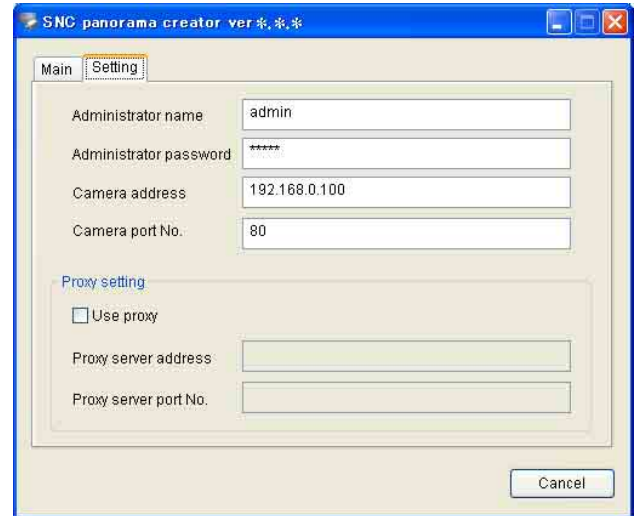 SNC panorama creator ver *.*.*
Main Setting
Administrator name admin
Administrator password *****
Camera address 192.168.0.100
Camera port No. 80
Proxy setting
Use proxy
Proxy server address
Proxy server port No.
Cancel